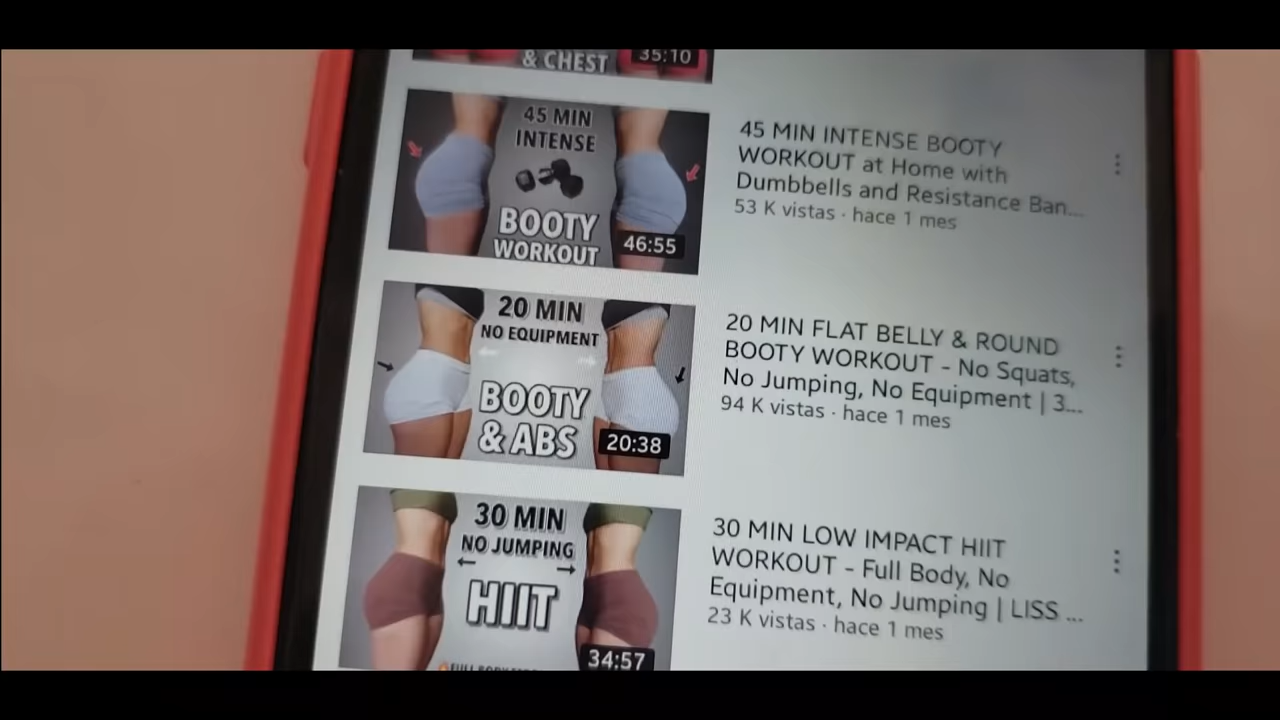 & CHEST
35:10
45 MIN
INTENSE
BOOTY
WORKOUT
46:55
45 MIN INTENSE BOOTY
WORKOUT at Home with
Dumbbells and Resistance Ban...
53 K vistas · hace 1 mes
20 MIN
NO EQUIPMENT
BOOTY
& ABS
20:38
20 MIN FLAT BELLY & ROUND
BOOTY WORKOUT - No Squats,
No Jumping, No Equipment | 3...
94 K vistas · hace 1 mes
30 MIN
NO JUMPING
HIIT
34:57
30 MIN LOW IMPACT HIIT
WORKOUT - Full Body, No
Equipment, No Jumping | LISS ...
23 K vistas · hace 1 mes